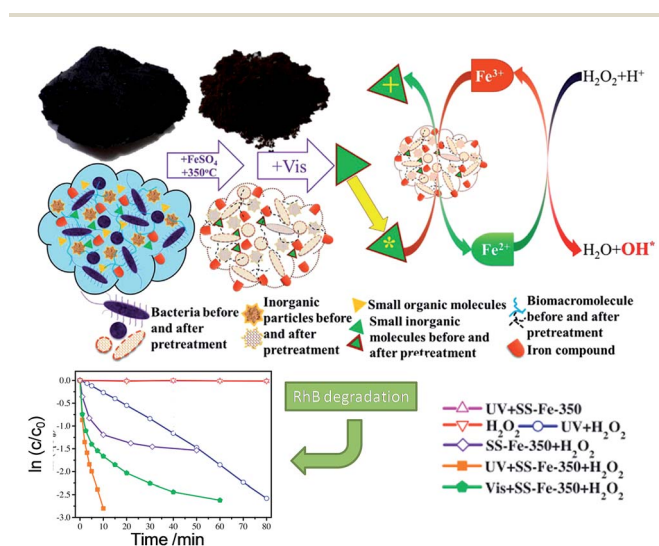 Fe3+
H2O2+H+
+FeSO4
+350°C
+Vis
+
*
Fe2+
H2O+OH*
Bacteria before
and after
pretreatment
Inorganic
particles before
and after
pretreatment
Small organic molecules
Small inorganic
molecules before and
after pretreatment
Biomacromolecule
before and after
pretreatment
Iron compound
RhB degradation
ln (c/c0)
0.0
-0.5
-1.0
-1.5
-2.0
-2.5
-3.0
0 10 20 30 40 50 60 70 80
Time /min
UV+SS-Fe-350
H2O2 UV+H2O2
SS-Fe-350+H2O2
UV+SS-Fe-350+H2O2
Vis+SS-Fe-350+H2O2